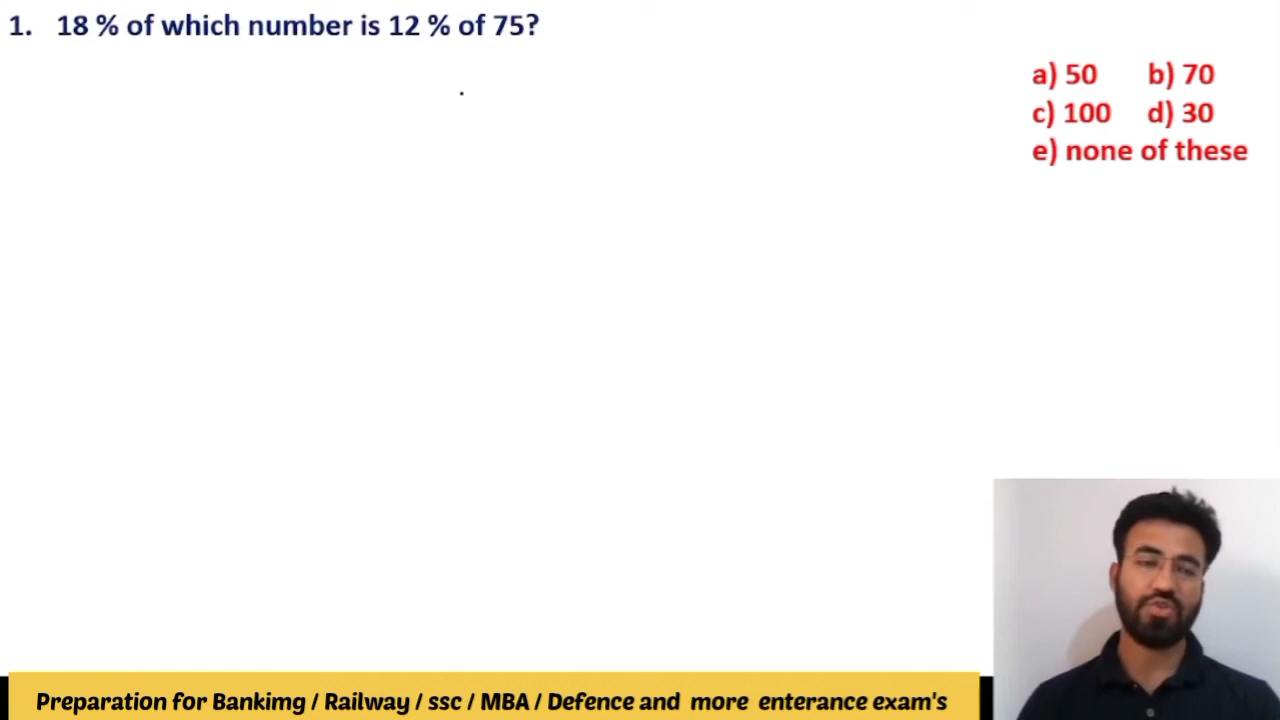 1. 18 % of which number is 12 % of 75?
a) 50 b) 70
c) 100 d) 30
e) none of these
Preparation for Bankimg / Railway / ssc / MBA / Defence and more enterance exam's